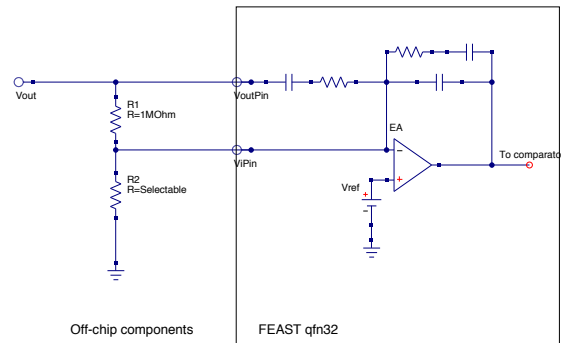 Vout
R1
R=1MOhm
R2
R=Selectable
VoutPin
ViPin
EA
Vref
To comparato
Off-chip components
FEAST qfn32